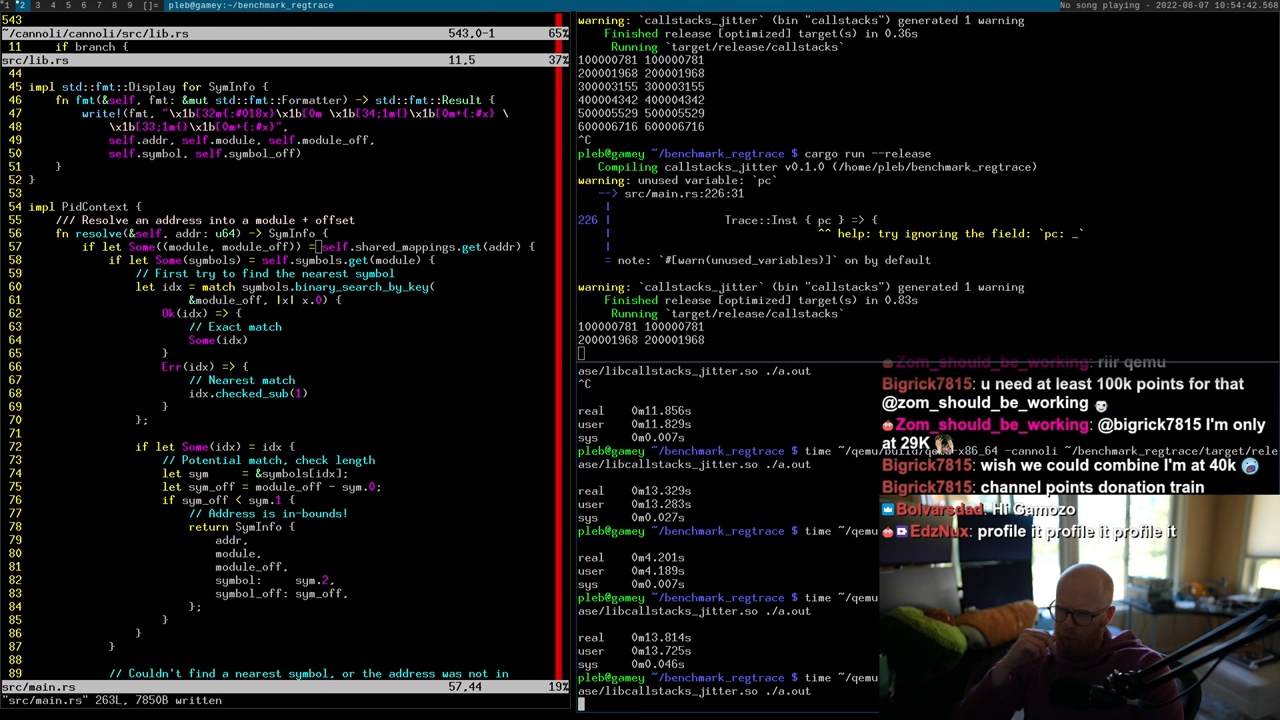 1 2 3 4 5 6 7 8 9 []= pleb@gamey:~/benchmark_regtrace
No song playing - 2022-08-07 10:54:42.568
543
~/cannoli/cannoli/src/lib.rs 543,0-1 65%
11 if branch {
src/lib.rs 11,5 37%
44
45 impl std::fmt::Display for SymInfo {
46 fn fmt(&self, fmt: &mut std::fmt::Formatter) -> std::fmt::Result {
47 write!(fmt, "\x1b[32m{:#018x}\x1b[0m \x1b[34;1m{}\x1b[0m+{:#x} \
48 \x1b[33;1m{}\x1b[0m+{:#x}",
49 self.addr, self.module, self.module_off,
50 self.symbol, self.symbol_off)
51 }
52 }
53
54 impl PidContext {
55 /// Resolve an address into a module + offset
56 fn resolve(&self, addr: u64) -> SymInfo {
57 if let Some((module, module_off)) = self.shared_mappings.get(addr) {
58 if let Some(symbols) = self.symbols.get(module) {
59 // First try to find the nearest symbol
60 let idx = match symbols.binary_search_by_key(
61 &module_off, |x| x.0) {
62 Ok(idx) => {
63 // Exact match
64 Some(idx)
65 }
66 Err(idx) => {
67 // Nearest match
68 idx.checked_sub(1)
69 }
70 };
71
72 if let Some(idx) = idx {
73 // Potential match, check length
74 let sym = &symbols[idx];
75 let sym_off = module_off - sym.0;
76 if sym_off < sym.1 {
77 // Address is in-bounds!
78 return SymInfo {
79 addr,
80 module,
81 module_off,
82 symbol: sym.2,
83 symbol_off: sym_off,
84 };
85 }
86 }
87 }
88
89 // Couldn't find a nearest symbol, or the address was not in
src/main.rs 57,44 19%
"src/main.rs" 263L, 7850B written
warning: `callstacks_jitter` (bin "callstacks") generated 1 warning
Finished release [optimized] target(s) in 0.36s
Running `target/release/callstacks`
100000781 100000781
200001968 200001968
300003155 300003155
400004342 400004342
500005529 500005529
600006716 600006716
^C
pleb@gamey ~/benchmark_regtrace $ cargo run --release
Compiling callstacks_jitter v0.1.0 (/home/pleb/benchmark_regtrace)
warning: unused variable: `pc`
--> src/main.rs:226:31
|
226 | Trace::Inst { pc } => {
| ^^ help: try ignoring the field: `pc: _`
|
= note: `#[warn(unused_variables)]` on by default
warning: `callstacks_jitter` (bin "callstacks") generated 1 warning
Finished release [optimized] target(s) in 0.83s
Running `target/release/callstacks`
100000781 100000781
200001968 200001968
ase/libcallstacks_jitter.so ./a.out
^C
real 0m11.856s
user 0m11.829s
sys 0m0.007s
pleb@gamey ~/benchmark_regtrace $ time ~/qemu/build/qemu-x86_64 -cannoli ~/benchmark_regtrace/target/rele
ase/libcallstacks_jitter.so ./a.out
real 0m13.329s
user 0m13.283s
sys 0m0.027s
pleb@gamey ~/benchmark_regtrace $ time ~/qemu
real 0m4.201s
user 0m4.189s
sys 0m0.007s
pleb@gamey ~/benchmark_regtrace $ time ~/qemu
ase/libcallstacks_jitter.so ./a.out
real 0m13.814s
user 0m13.725s
sys 0m0.046s
pleb@gamey ~/benchmark_regtrace $ time ~/qemu
ase/libcallstacks_jitter.so ./a.out
Zom_should_be_working: riir qemu
Bigrick7815: u need at least 100k points for that
@zom_should_be_working
Zom_should_be_working: @bigrick7815 I'm only
at 29K
Bigrick7815: wish we could combine I'm at 40k
Bigrick7815: channel points donation train
Bolvarsdad: Hi Gamozo
EdzNux: profile it profile it profile it